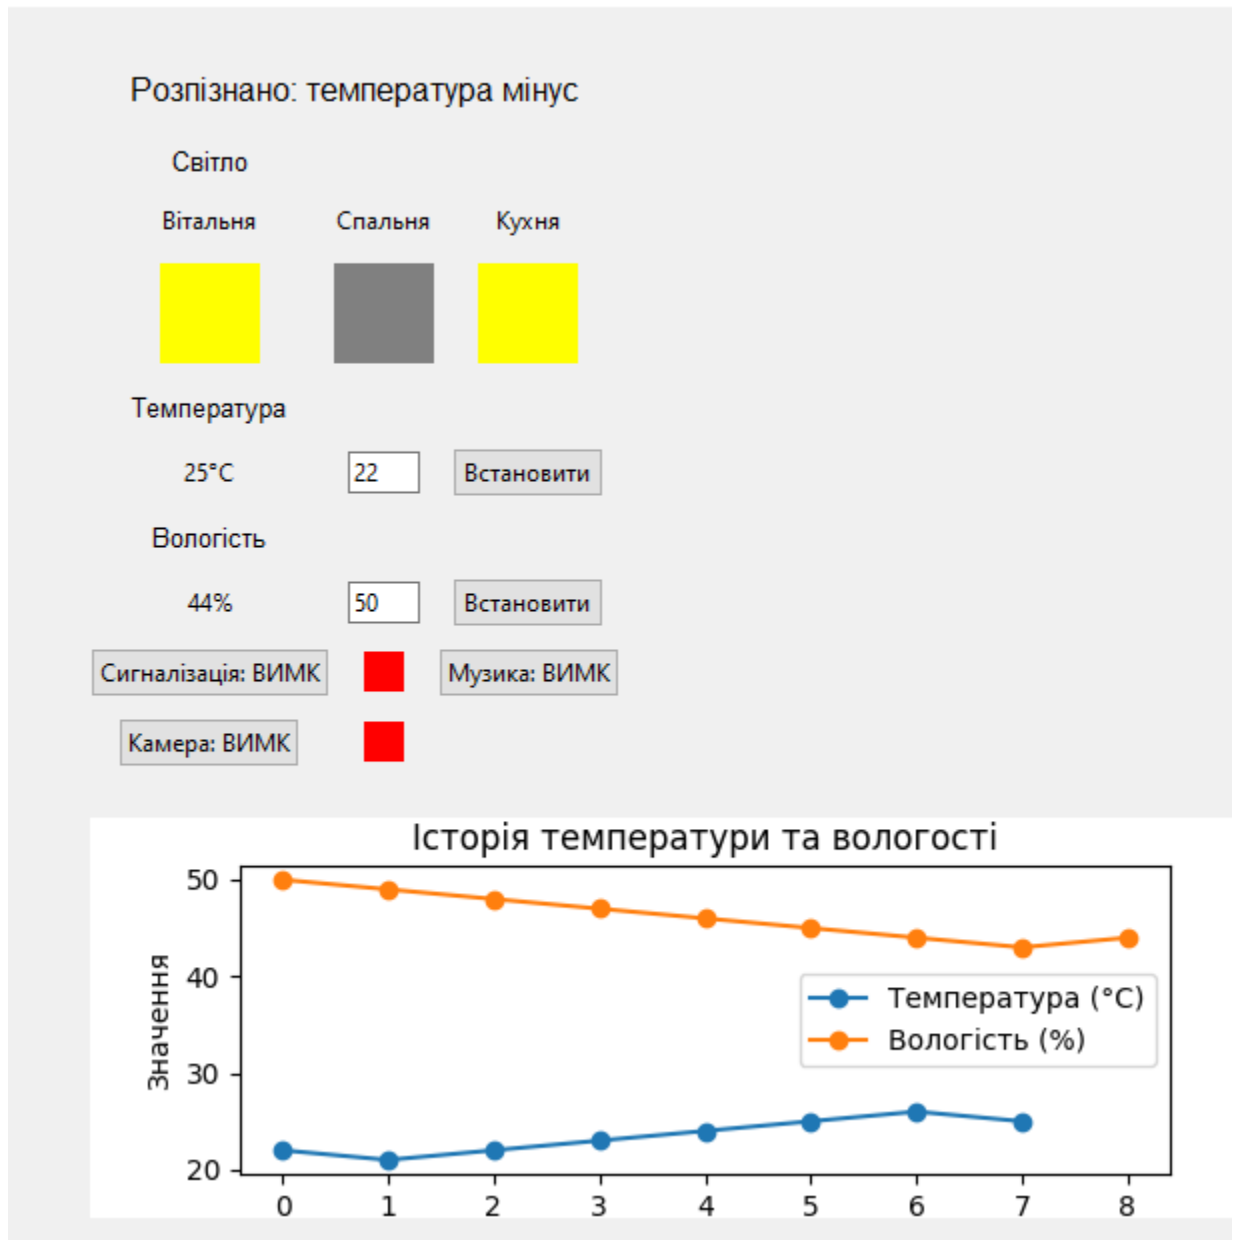 Розпізнано: температура мінус
Світло
Вітальня Спальня Кухня
Температура
25°C 22 Встановити
Вологість
44% 50 Встановити
Сигналізація: ВИМК Музика: ВИМК
Камера: ВИМК
Історія температури та вологості
50
40
30
20
Значення
Температура (°C)
Вологість (%)
0 1 2 3 4 5 6 7 8